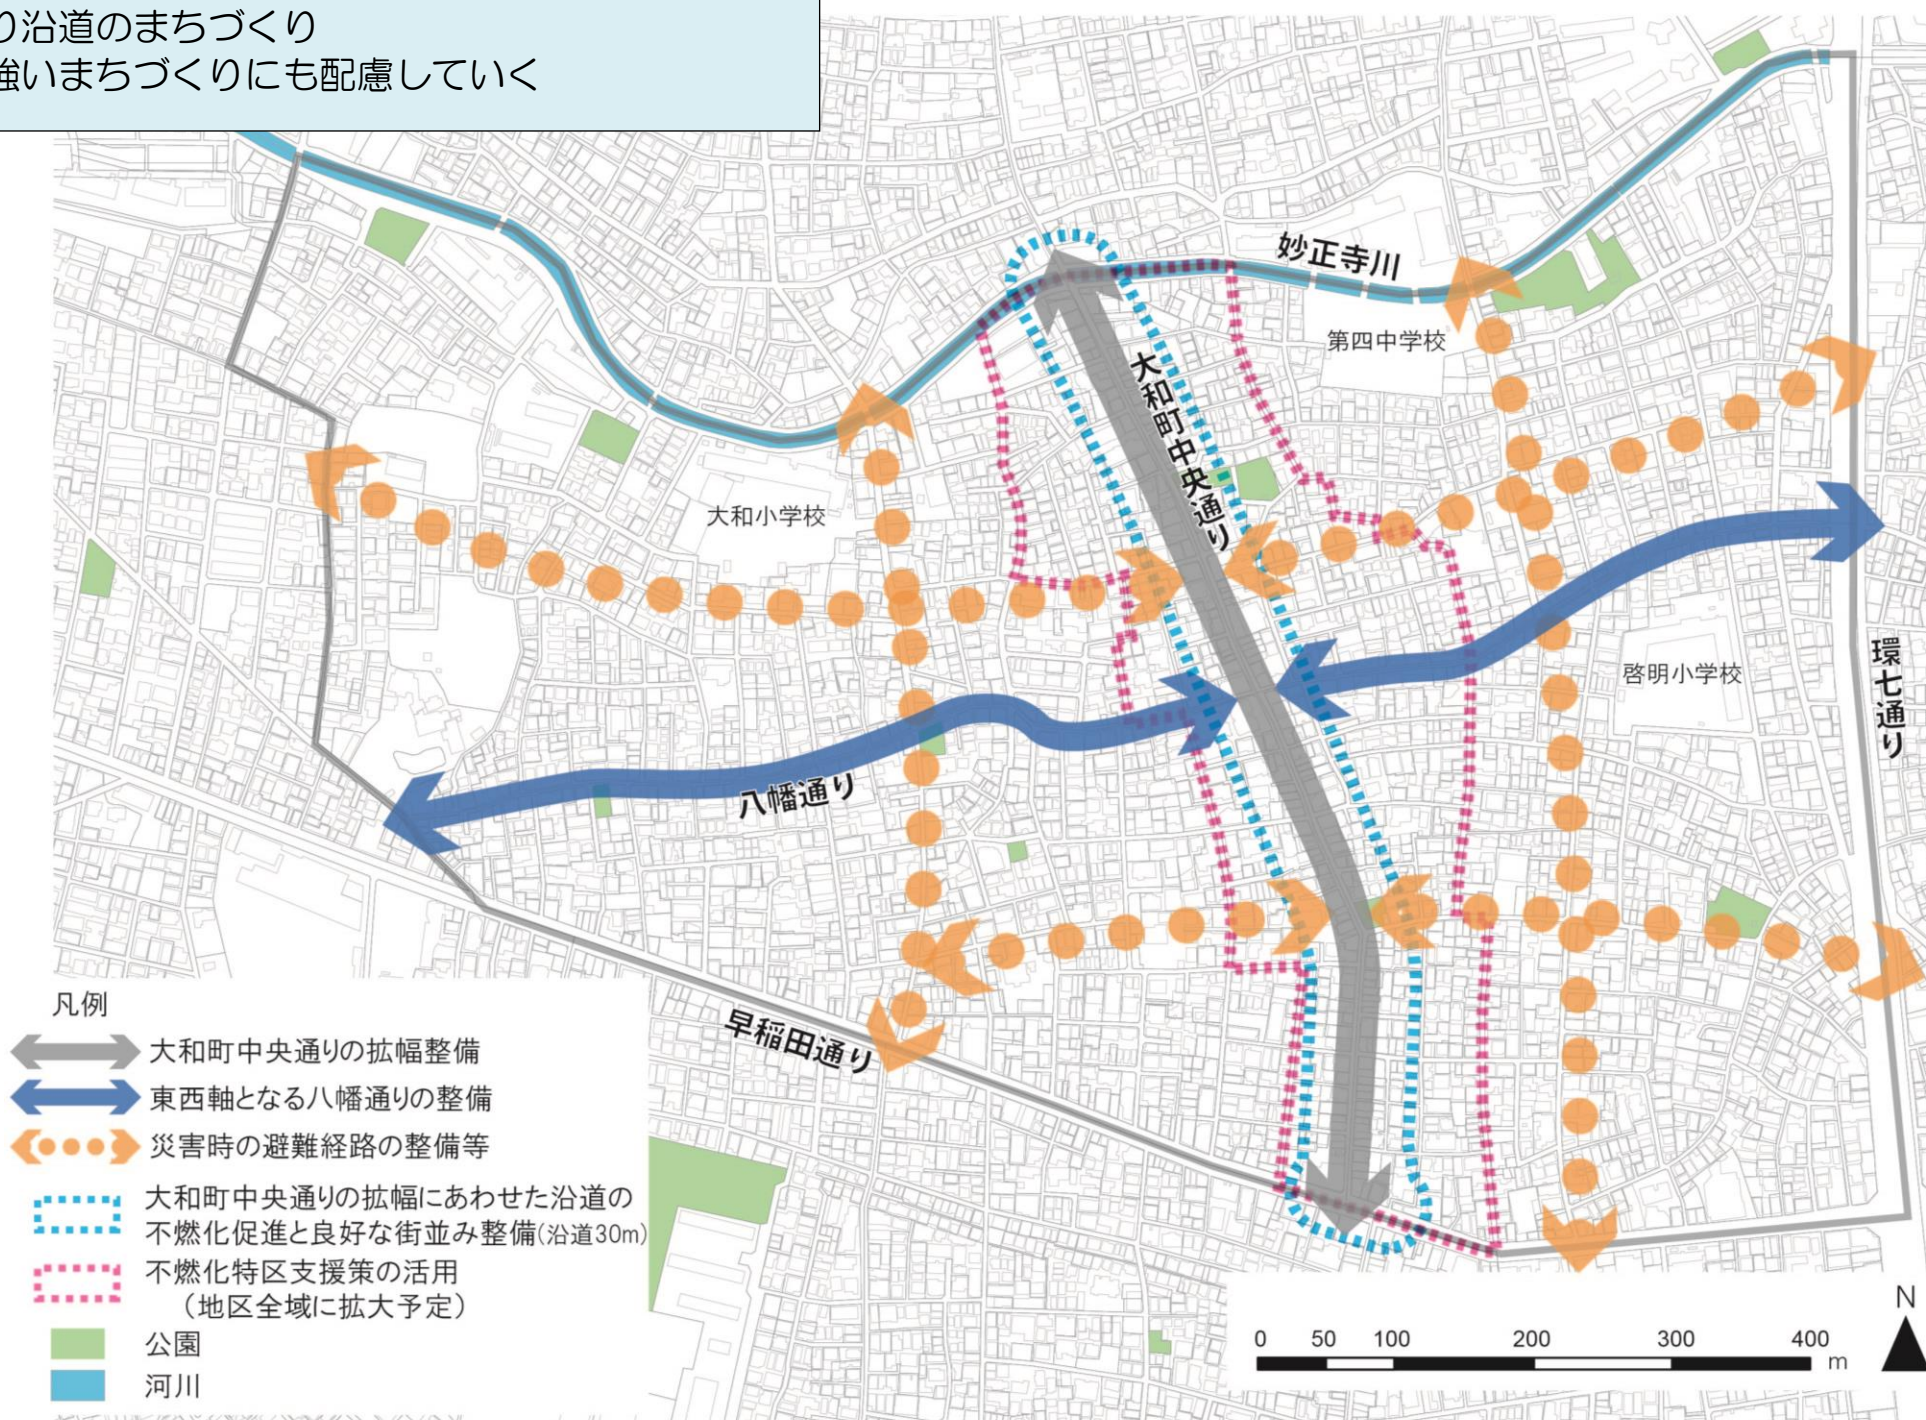 り沿道のまちづくり
強いまちづくりにも配慮していく
妙正寺川
第四中学校
大和町中央通り
大和小学校
啓明小学校
環七通り
八幡通り
早稲田通り
凡例
大和町中央通りの拡幅整備
東西軸となる八幡通りの整備
災害時の避難経路の整備等
大和町中央通りの拡幅にあわせた沿道の
不燃化促進と良好な街並み整備(沿道30m)
不燃化特区支援策の活用
（地区全域に拡大予定）
公園
河川
0 50 100 200 300 400 m
N